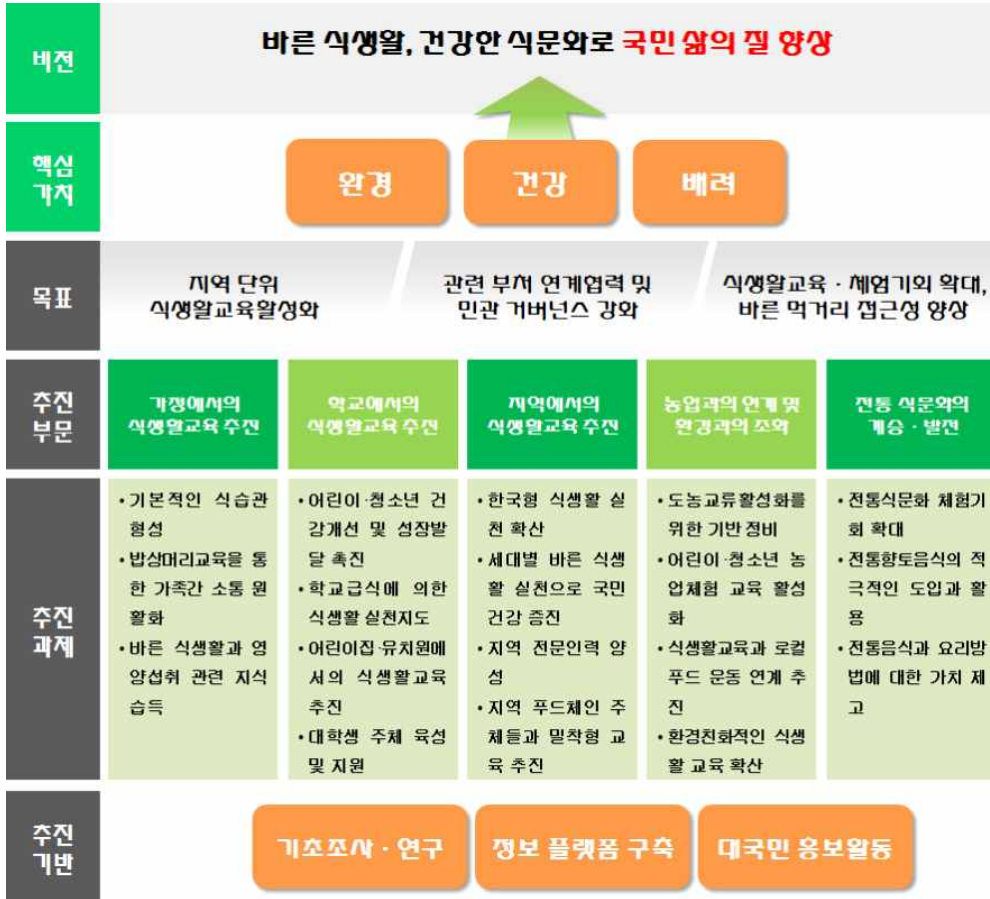 비전
바른 식생활, 건강한 식문화로 국민 삶의 질 향상
핵심
가치
환경
건강
배려
목표
지역 단위
식생활교육활성화
관련 부처 연계협력 및
민관 거버넌스 강화
식생활교육 · 체험기회 확대,
바른 먹거리 접근성 향상
추진
부문
가정에서의
식생활교육 추진
학교에서의
식생활교육 추진
지역에서의
식생활교육 추진
농업과의 연계 및
환경과의 조화
전통 식문화의
계승 · 발전
추진
과제
• 기본적인 식습관
형성
• 밥상머리교육을 통
한 가족간 소통 원
활화
• 바른 식생활과 영
양섭취 관련 지식
습득
• 어린이·청소년 건
강개선 및 성장발
달 촉진
• 학교급식에 의한
식생활 실천지도
• 어린이집·유치원에
서의 식생활교육
추진
• 대학생 주체 육성
및 지원
• 한국형 식생활 실
천 확산
• 세대별 바른 식생
활 실천으로 국민
건강 증진
• 지역 전문인력 양
성
• 지역 푸드체인 주
체들과 밀착형 교
육 추진
• 도농교류활성화를
위한 기반 정비
• 어린이·청소년 농
업체험 교육 활성
화
• 식생활교육과 로컬
푸드 운동 연계 추
진
• 환경친화적인 식생
활 교육 확산
• 전통식문화 체험기
회 확대
• 전통향토음식의 적
극적인 도입과 활
용
• 전통음식과 요리방
법에 대한 가치 제
고
추진
기반
기초조사 · 연구
정보 플랫폼 구축
대국민 홍보활동